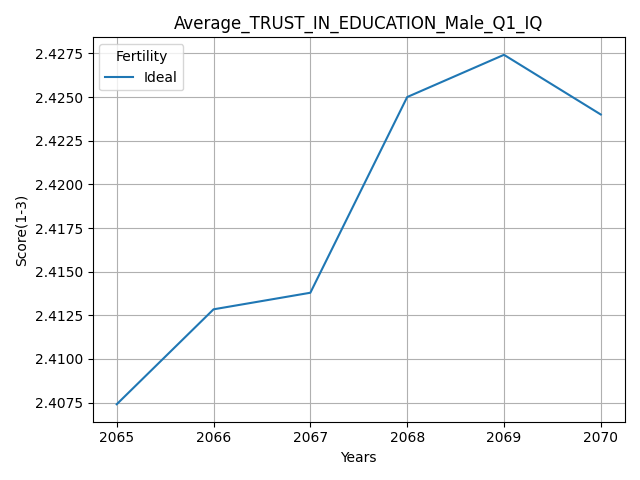 Average_TRUST_IN_EDUCATION_Male_Q1_IQ
Fertility
Ideal
Score(1-3)
2.4275
2.4250
2.4225
2.4200
2.4175
2.4150
2.4125
2.4100
2.4075
2065 2066 2067 2068 2069 2070
Years